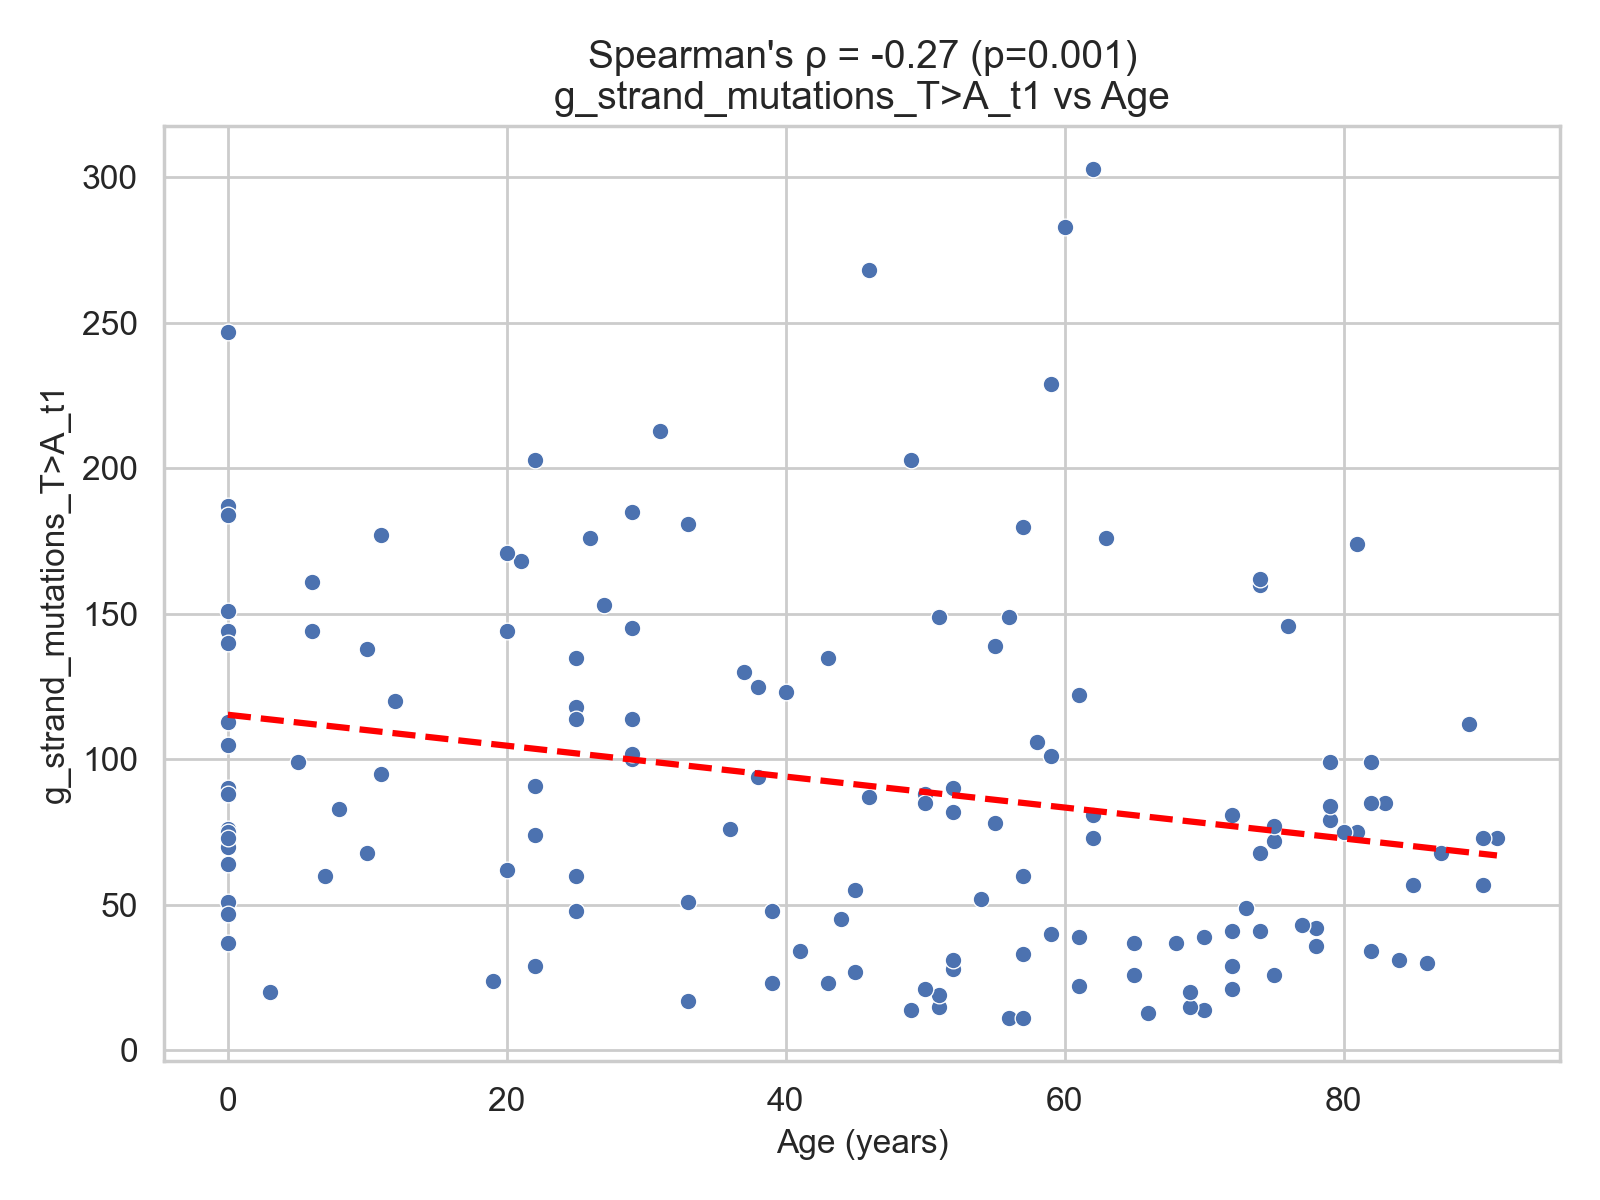 Spearman's ρ = -0.27 (p=0.001)
g_strand_mutations_T>A_t1 vs Age
g_strand_mutations_T>A_t1
300
250
200
150
100
50
0
0 20 40 60 80
Age (years)